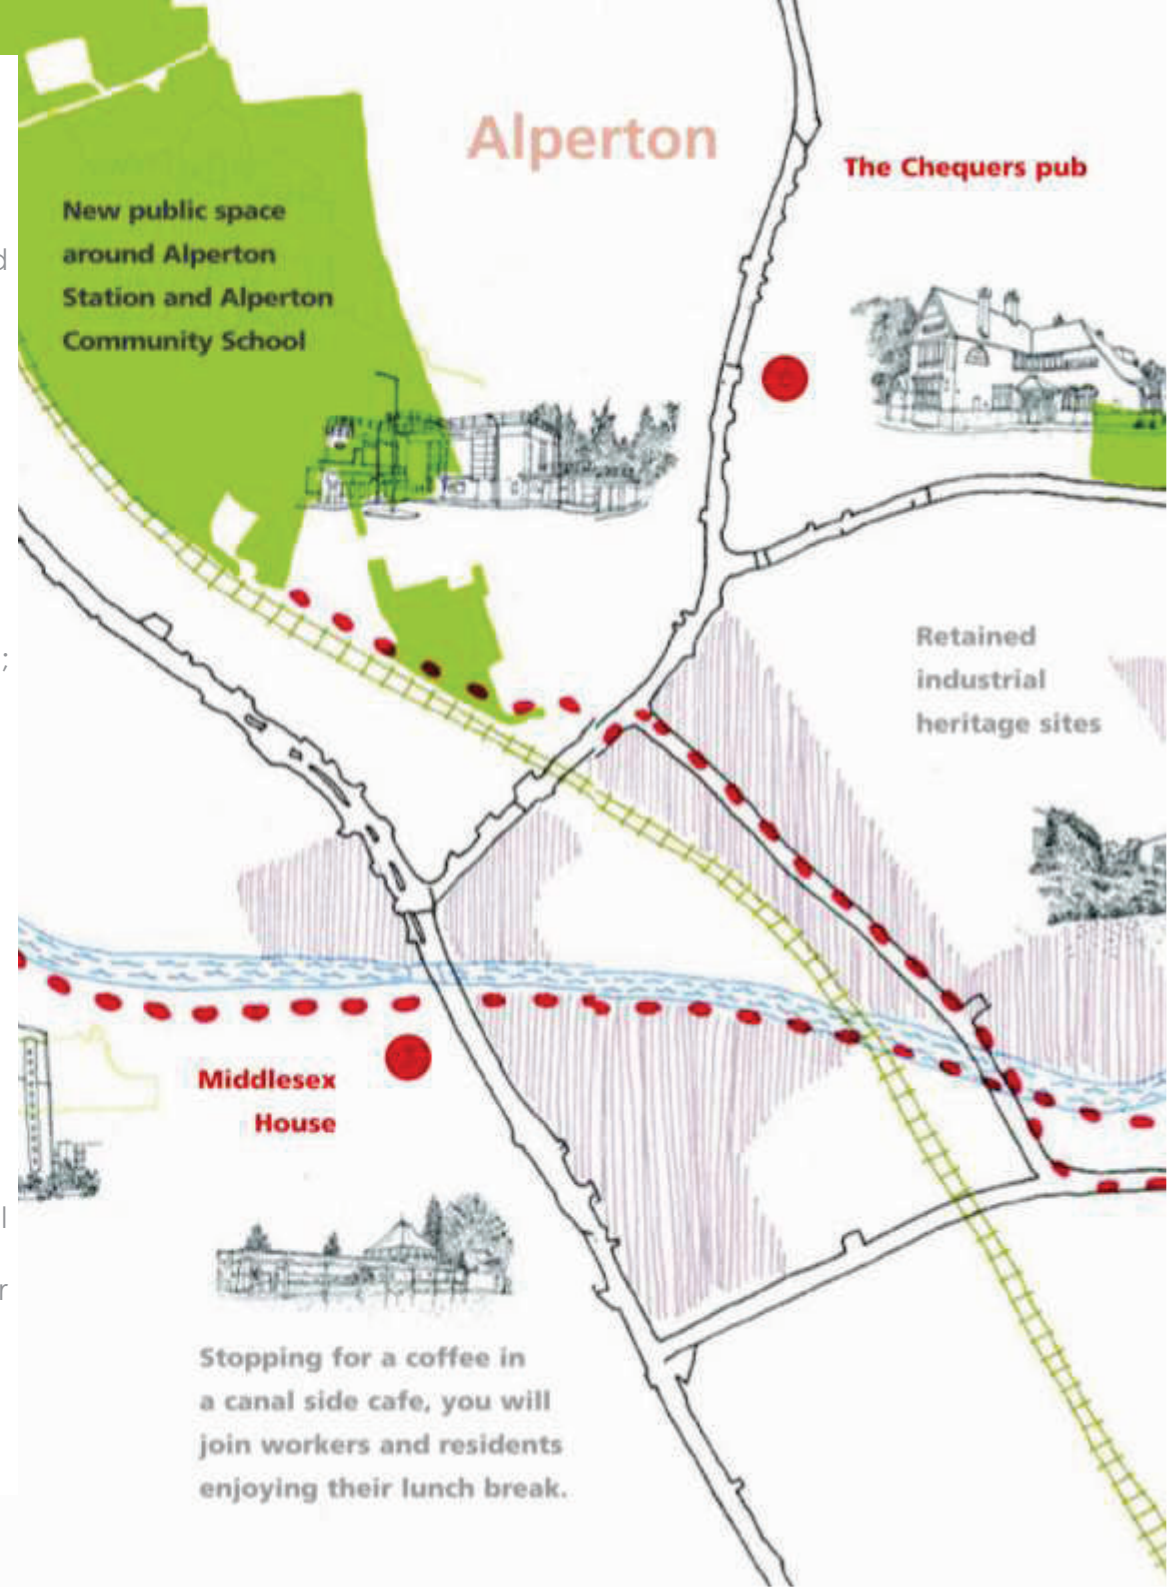 Alperton
The Chequers pub
New public space
around Alperton
Station and Alperton
Community School
d
Retained
industrial
heritage sites
;
Middlesex
House
l
r
Stopping for a coffee in
a canal side cafe, you will
join workers and residents
enjoying their lunch break.